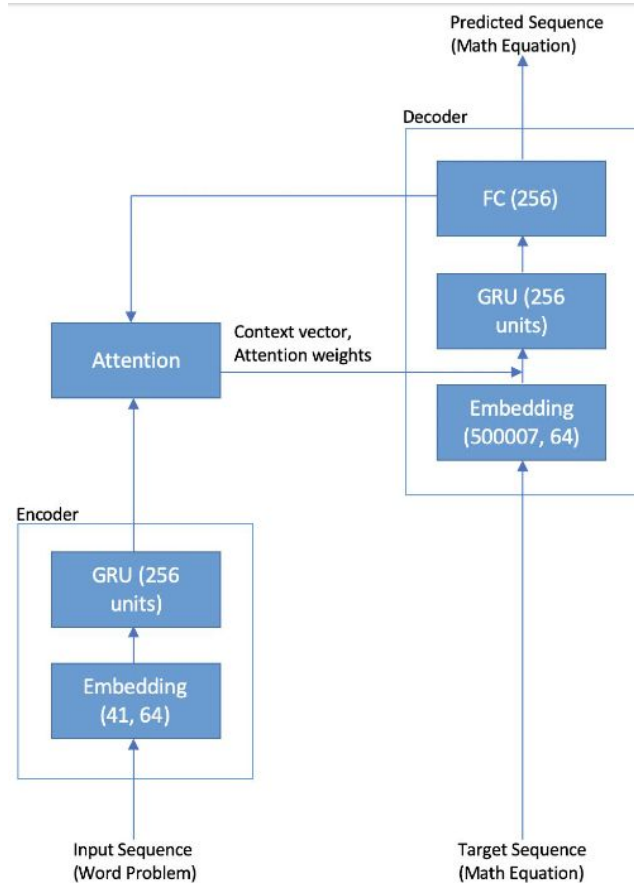 Predicted Sequence
(Math Equation)
Decoder
FC (256)
GRU (256
units)
Context vector,
Attention weights
Attention
Embedding
(500007, 64)
Encoder
GRU (256
units)
Embedding
(41, 64)
Input Sequence
(Word Problem)
Target Sequence
(Math Equation)